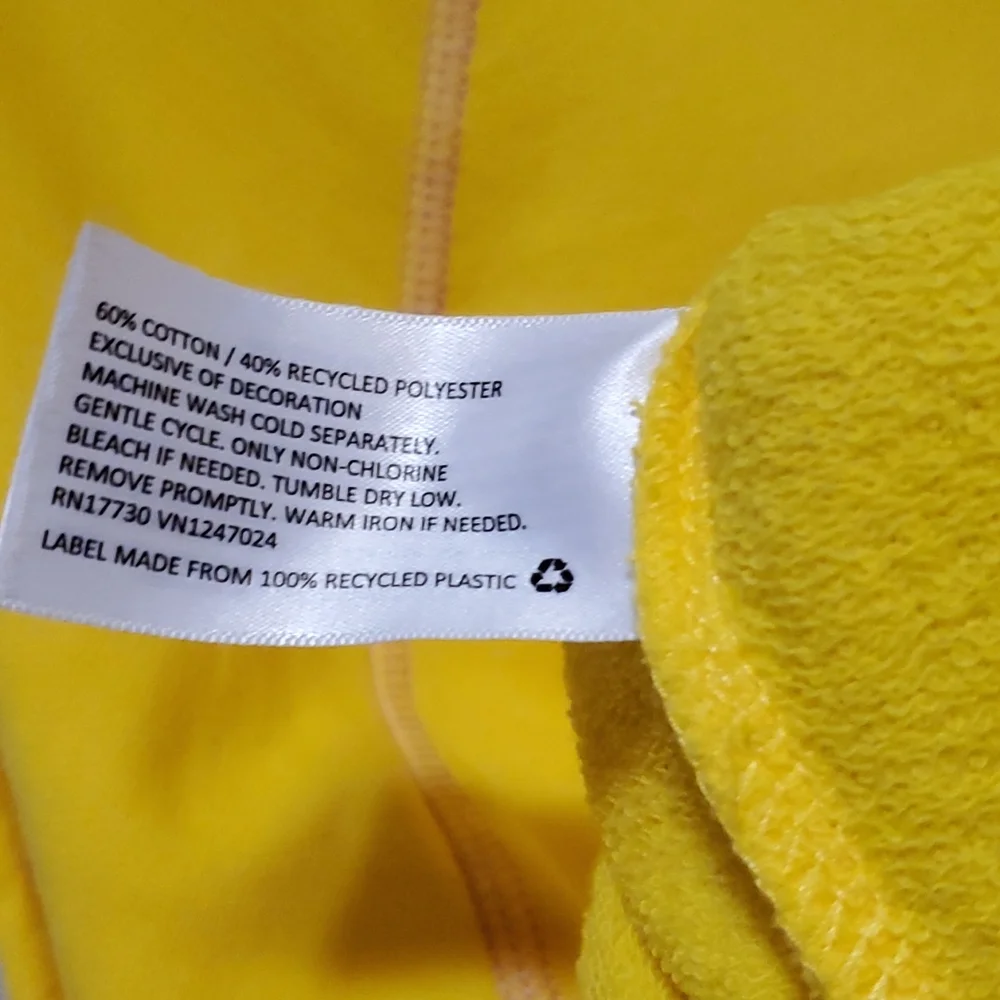 60% COTTON / 40% RECYCLED POLYESTER
EXCLUSIVE OF DECORATION
MACHINE WASH COLD SEPARATELY.
GENTLE CYCLE. ONLY NON-CHLORINE
BLEACH IF NEEDED. TUMBLE DRY LOW.
REMOVE PROMPTLY. WARM IRON IF NEEDED.
RN17730 VN1247024
LABEL MADE FROM 100% RECYCLED PLASTIC